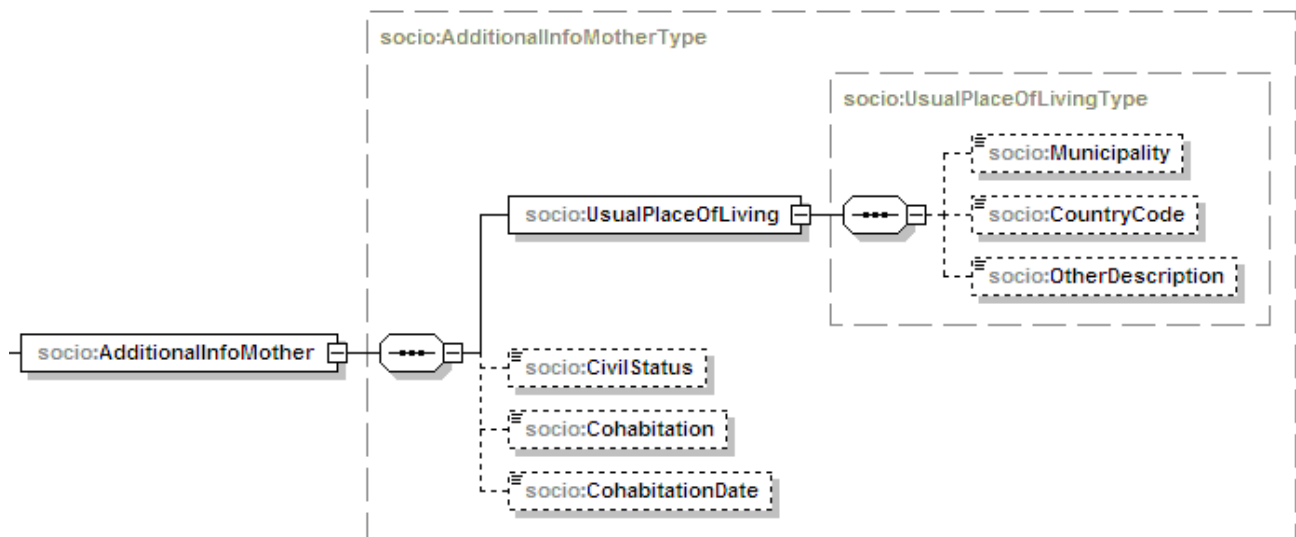 socio:AdditionalInfoMotherType
socio:UsualPlaceOfLivingType
socio:Municipality
socio:UsualPlaceOfLiving
socio:CountryCode
socio:OtherDescription
socio:AdditionalInfoMother
socio:CivilStatus
socio:Cohabitation
socio:CohabitationDate